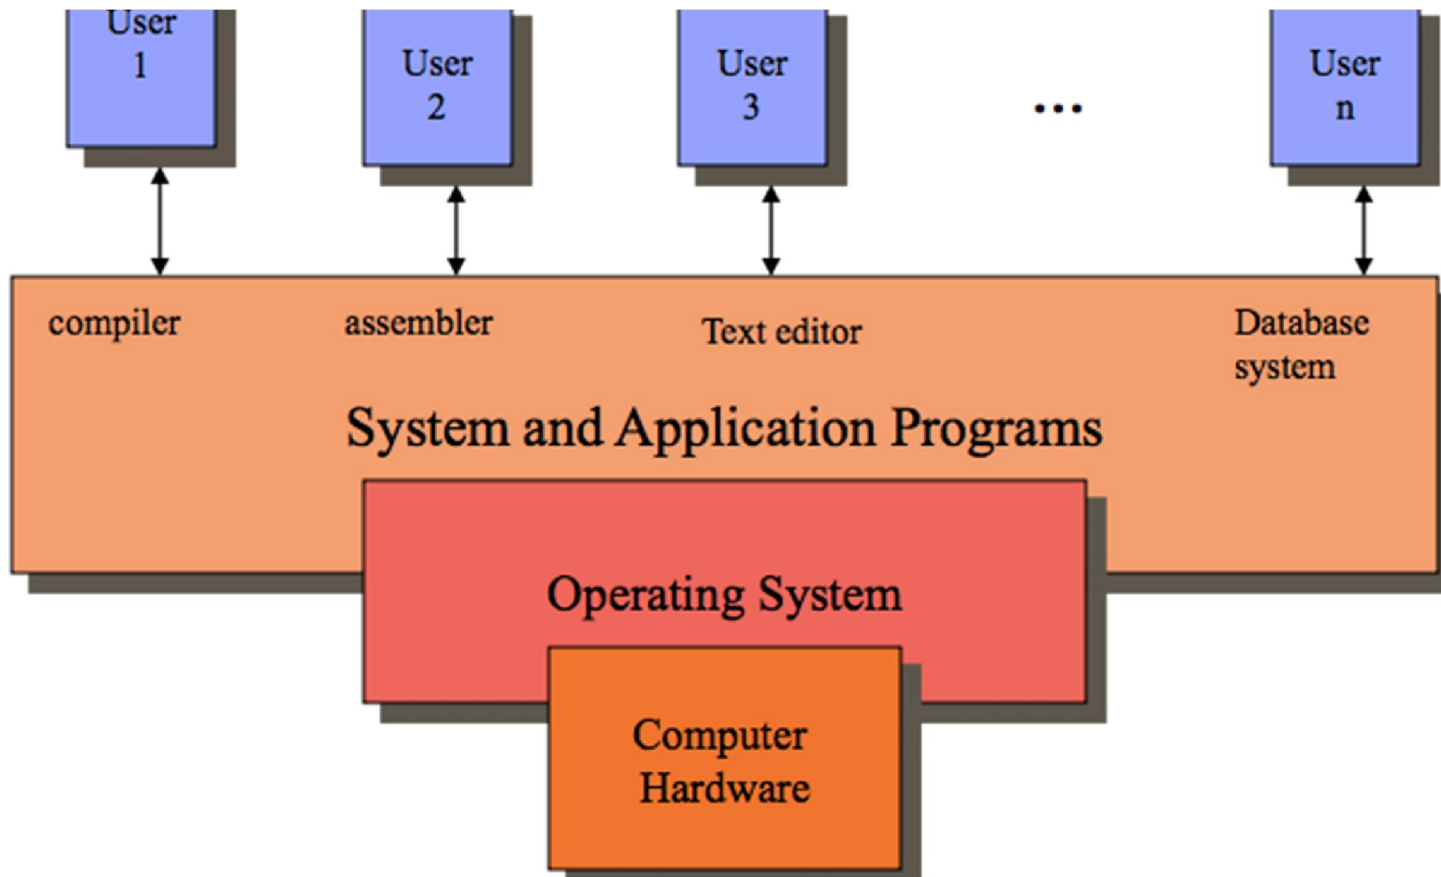 User
1
User
2
User
3
...
User
n
compiler
assembler
Text editor
Database
system
System and Application Programs
Operating System
Computer
Hardware